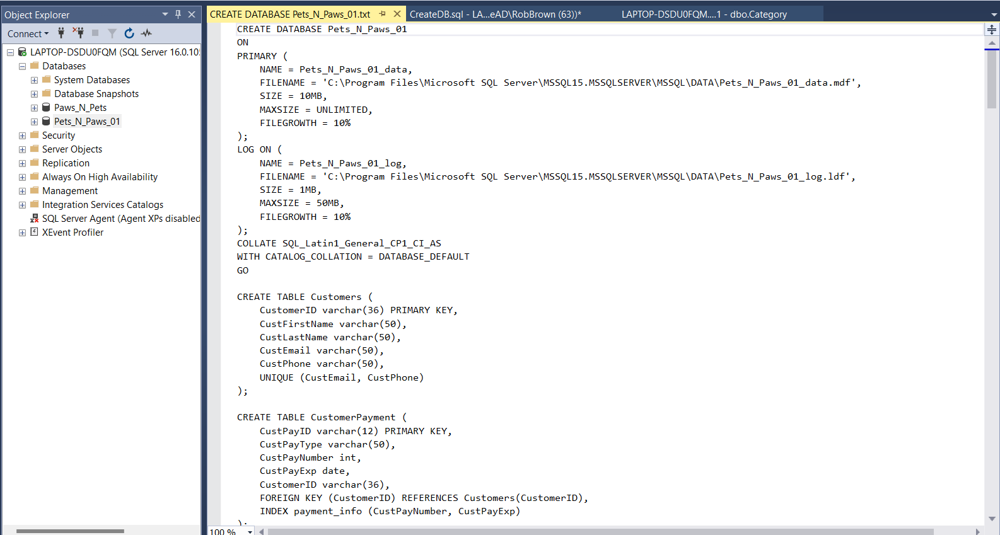 Object Explorer
Connect
LAPTOP-DSDU0FQM (SQL Server 16.0.10
Databases
System Databases
Database Snapshots
Paws_N_Pets
Pets_N_Paws_01
Security
Server Objects
Replication
Always On High Availability
Management
Integration Services Catalogs
SQL Server Agent (Agent XPs disabled
XEvent Profiler
CREATE DATABASE Pets_N_Paws_01.txt
CreateDB.sql - LA...eAD\RobBrown (63))*
LAPTOP-DSDU0FQM....1 - dbo.Category
CREATE DATABASE Pets_N_Paws_01
ON
PRIMARY (
    NAME = Pets_N_Paws_01_data,
    FILENAME = 'C:\Program Files\Microsoft SQL Server\MSSQL15.MSSQLSERVER\MSSQL\DATA\Pets_N_Paws_01_data.mdf',
    SIZE = 10MB,
    MAXSIZE = UNLIMITED,
    FILEGROWTH = 10%
);
LOG ON (
    NAME = Pets_N_Paws_01_log,
    FILENAME = 'C:\Program Files\Microsoft SQL Server\MSSQL15.MSSQLSERVER\MSSQL\DATA\Pets_N_Paws_01_log.ldf',
    SIZE = 1MB,
    MAXSIZE = 50MB,
    FILEGROWTH = 10%
);
COLLATE SQL_Latin1_General_CP1_CI_AS
WITH CATALOG_COLLATION = DATABASE_DEFAULT
GO
CREATE TABLE Customers (
    CustomerID varchar(36) PRIMARY KEY,
    CustFirstName varchar(50),
    CustLastName varchar(50),
    CustEmail varchar(50),
    CustPhone varchar(50),
    UNIQUE (CustEmail, CustPhone)
);
CREATE TABLE CustomerPayment (
    CustPayID varchar(12) PRIMARY KEY,
    CustPayType varchar(50),
    CustPayNumber int,
    CustPayExp date,
    CustomerID varchar(36),
    FOREIGN KEY (CustomerID) REFERENCES Customers(CustomerID),
    INDEX payment_info (CustPayNumber, CustPayExp)
);
100 %